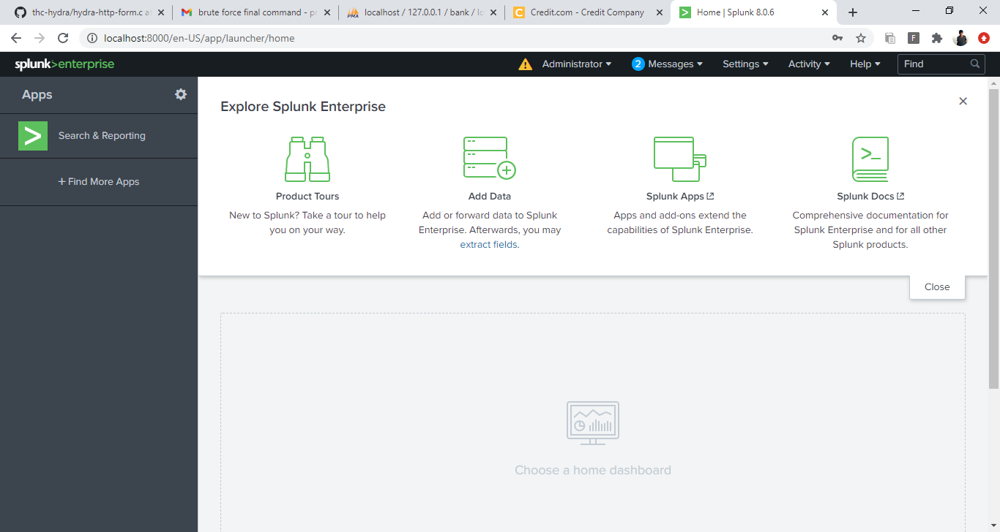 thc-hydra/hydra-http-form.c a
brute force final command - p
localhost / 127.0.0.1 / bank / lo
Credit.com - Credit Company
Home | Splunk 8.0.6
localhost:8000/en-US/app/launcher/home
splunk>enterprise
Administrator
2 Messages
Settings
Activity
Help
Find
Apps
Search & Reporting
+ Find More Apps
Explore Splunk Enterprise
Product Tours
New to Splunk? Take a tour to help
you on your way.
Add Data
Add or forward data to Splunk
Enterprise. Afterwards, you may
extract fields.
Splunk Apps
Apps and add-ons extend the
capabilities of Splunk Enterprise.
Splunk Docs
Comprehensive documentation for
Splunk Enterprise and for all other
Splunk products.
Close
Choose a home dashboard